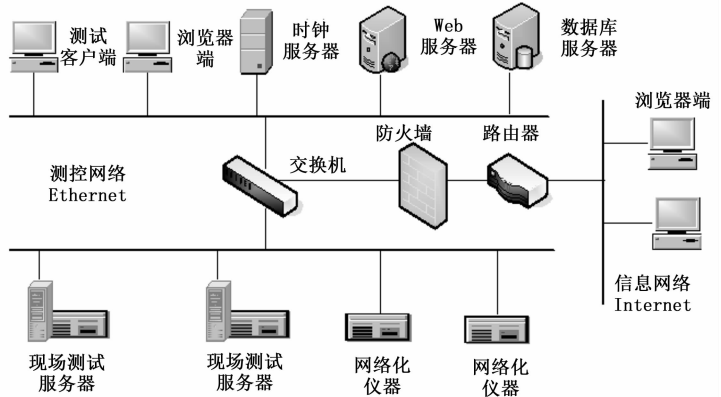 测试
客户端
浏览器
端
时钟
服务器
Web
服务器
数据库
服务器
浏览器端
防火墙
路由器
交换机
测控网络
Ethernet
信息网络
Internet
现场测试
服务器
现场测试
服务器
网络化
仪器
网络化
仪器